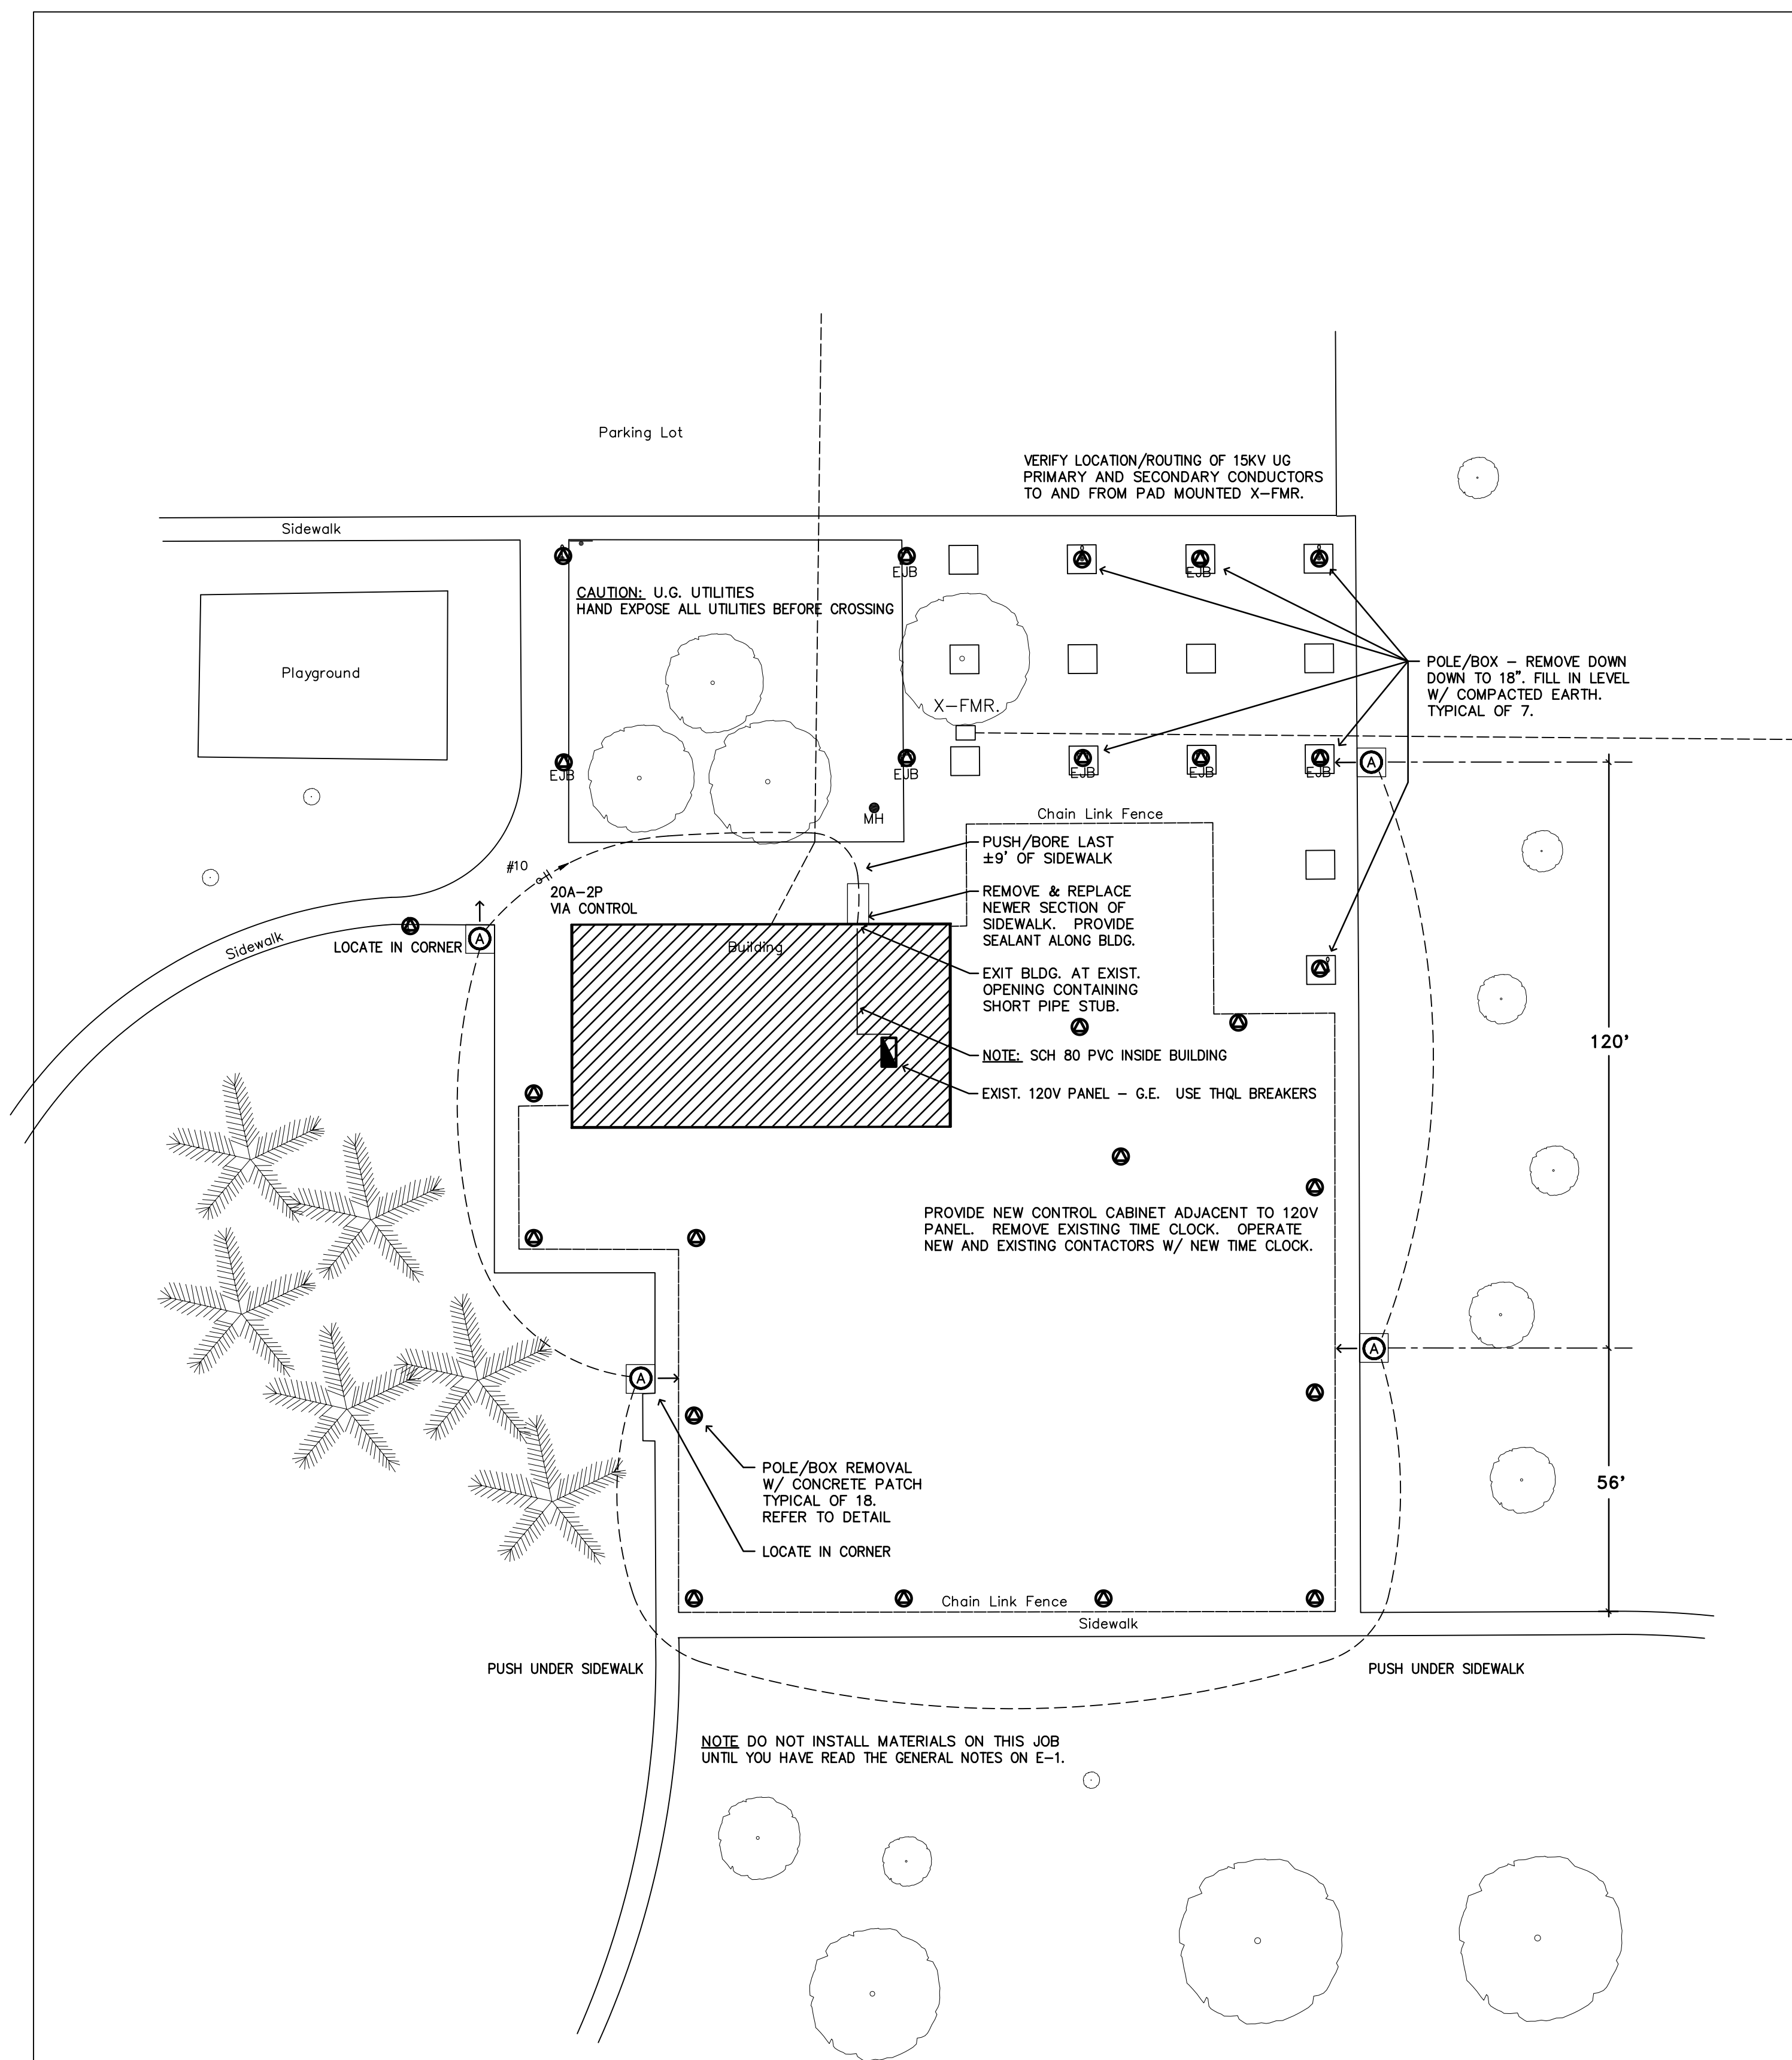 Parking Lot
VERIFY LOCATION/ROUTING OF 15KV UG
PRIMARY AND SECONDARY CONDUCTORS
TO AND FROM PAD MOUNTED X-FMR.
Sidewalk
EJB
EJB
CAUTION: U.G. UTILITIES
HAND EXPOSE ALL UTILITIES BEFORE CROSSING
Playground
POLE/BOX - REMOVE DOWN
DOWN TO 18". FILL IN LEVEL
W/ COMPACTED EARTH.
TYPICAL OF 7.
X-FMR.
EJB
EJB
EJB
EJB
EJB
A
MH
Chain Link Fence
PUSH/BORE LAST
±9' OF SIDEWALK
#10
20A-2P
VIA CONTROL
REMOVE & REPLACE
NEWER SECTION OF
SIDEWALK. PROVIDE
SEALANT ALONG BLDG.
Sidewalk
LOCATE IN CORNER
A
Building
EXIT BLDG. AT EXIST.
OPENING CONTAINING
SHORT PIPE STUB.
120'
NOTE: SCH 80 PVC INSIDE BUILDING
EXIST. 120V PANEL - G.E. USE THQL BREAKERS
PROVIDE NEW CONTROL CABINET ADJACENT TO 120V
PANEL. REMOVE EXISTING TIME CLOCK. OPERATE
NEW AND EXISTING CONTACTORS W/ NEW TIME CLOCK.
A
A
POLE/BOX REMOVAL
W/ CONCRETE PATCH
TYPICAL OF 18.
REFER TO DETAIL
56'
LOCATE IN CORNER
Chain Link Fence
Sidewalk
PUSH UNDER SIDEWALK
PUSH UNDER SIDEWALK
NOTE DO NOT INSTALL MATERIALS ON THIS JOB
UNTIL YOU HAVE READ THE GENERAL NOTES ON E-1.